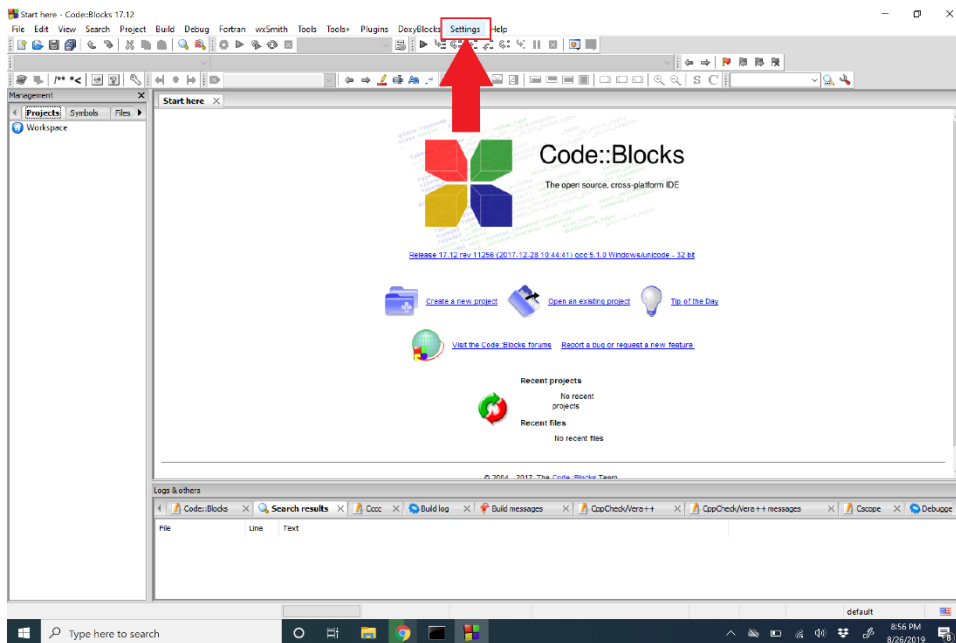 Start here - Code::Blocks 17.12
File Edit View Search Project Build Debug Fortran wxSmith Tools Tools+ Plugins DoxyBlocks Settings Help
/** *<
S C
Management
Projects Symbols Files
Workspace
Start here
Code::Blocks
The open source, cross-platform IDE
Release 17.12 rev 11256 (2017-12-28 10:44:41) gcc 5.1.0 Windows/unicode - 32 bit
Create a new project Open an existing project Tip of the Day
Visit the Code::Blocks forums Report a bug or request a new feature
Recent projects
No recent
projects
Recent files
No recent files
© 2004 - 2017, The Code::Blocks Team.
Logs & others
Code::Blocks Search results Cccc Build log Build messages CppCheck/Vera++ CppCheck/Vera++ messages Cscope Debugge
File Line Text
default
Type here to search
8:56 PM
8/26/2019